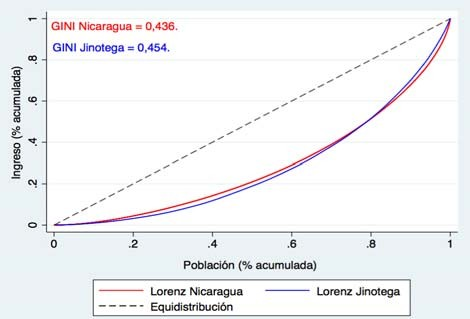 GINI Nicaragua = 0,436.
GINI Jinotega = 0,454.
Ingreso (% acumulada)
1
.8
.6
.4
.2
0
0 .2 .4 .6 .8 1
Población (% acumulada)
Lorenz Nicaragua Lorenz Jinotega
Equidistribución